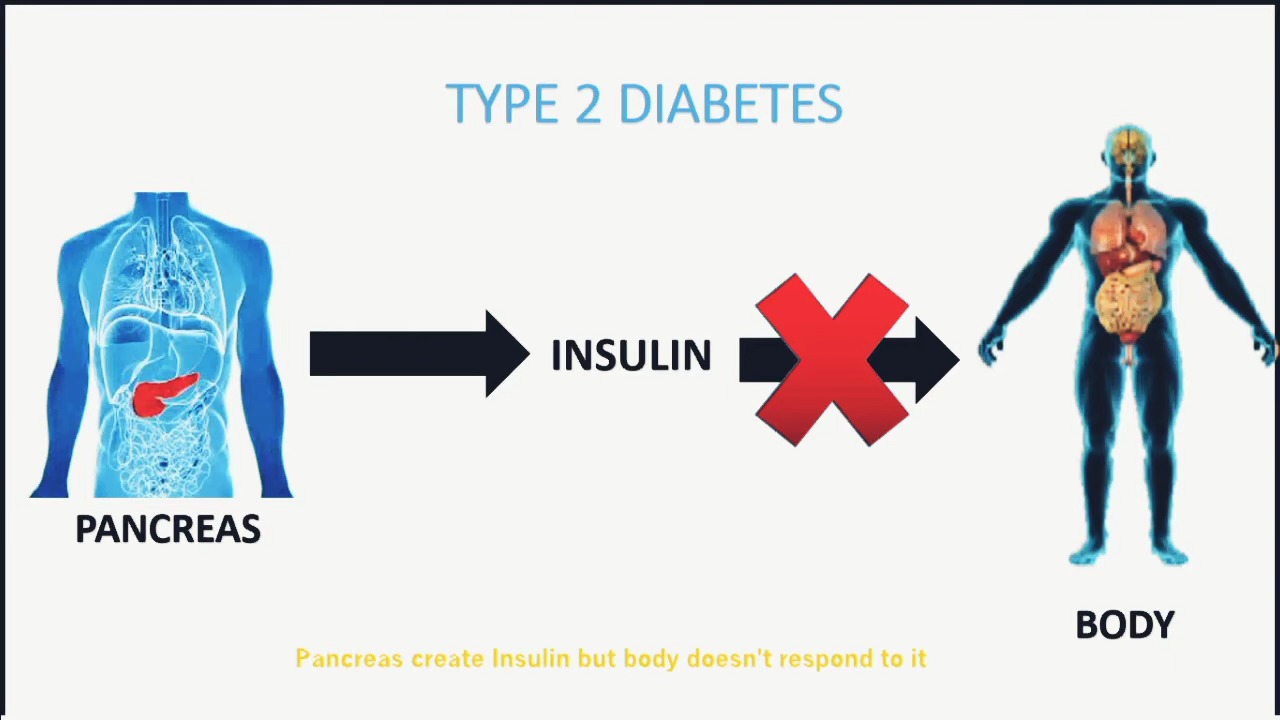 TYPE 2 DIABETES
INSULIN
PANCREAS
BODY
Pancreas create Insulin but body doesn't respond to it